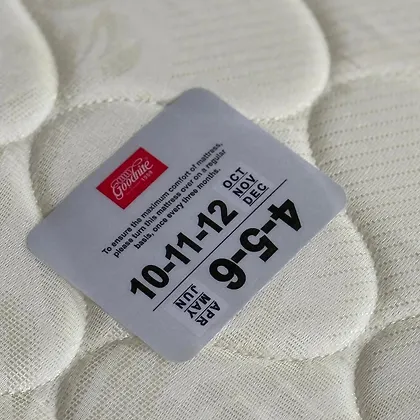 Goodnite
1958
To ensure the maximum comfort of mattress,
please turn this mattress over on a regular
basis, once every three months.
10-11-12
OCT
NOV
DEC
4-5-6
APR
MAY
JUN